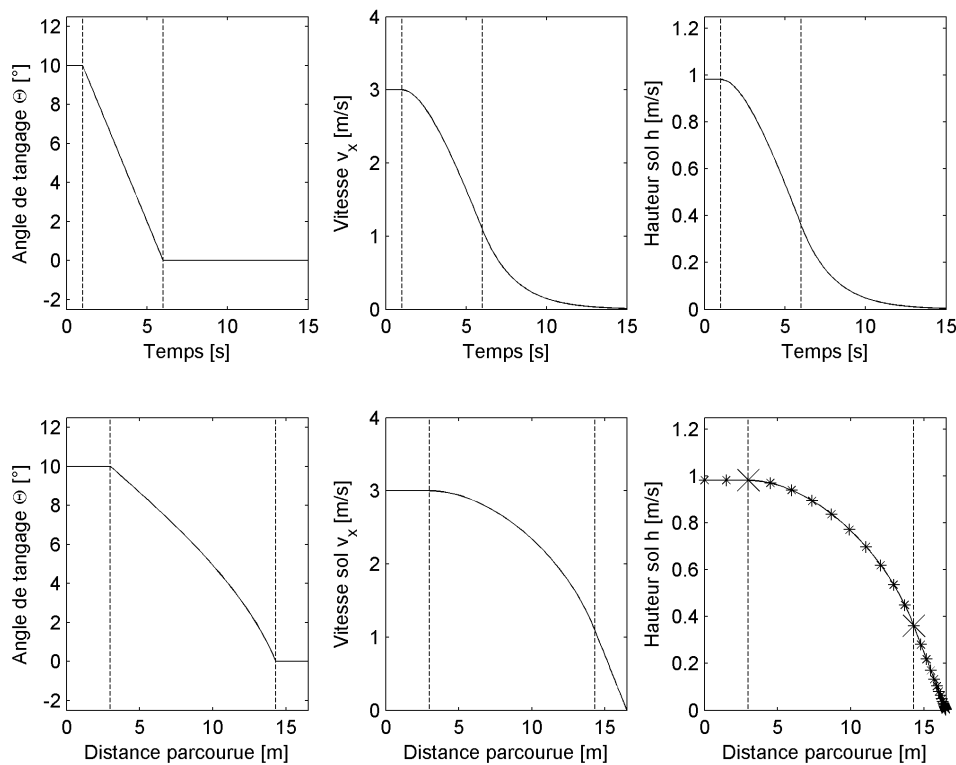 12
10
8
6
4
2
0
-2
Angle de tangage Θ [°]
0 5 10 15
Temps [s]
4
3
2
1
0
Vitesse v_x [m/s]
0 5 10 15
Temps [s]
1.2
1
0.8
0.6
0.4
0.2
0
Hauteur sol h [m/s]
0 5 10 15
Temps [s]
12
10
8
6
4
2
0
-2
Angle de tangage Θ [°]
0 5 10 15
Distance parcourue [m]
4
3
2
1
0
Vitesse sol v_x [m/s]
0 5 10 15
Distance parcourue [m]
1.2
1
0.8
0.6
0.4
0.2
0
Hauteur sol h [m/s]
0 5 10 15
Distance parcourue [m]